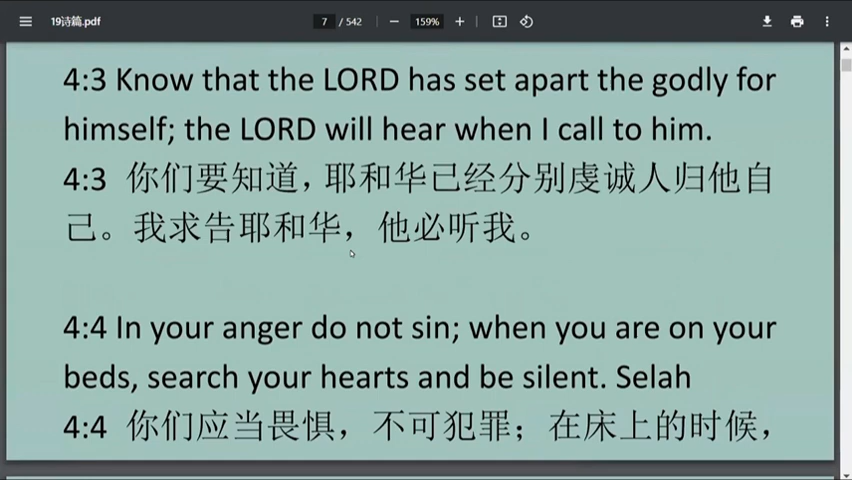 19诗篇.pdf
7 / 542
159%
4:3 Know that the LORD has set apart the godly for
himself; the LORD will hear when I call to him.
4:3 你们要知道，耶和华已经分别虔诚人归他自
己。我求告耶和华，他必听我。
4:4 In your anger do not sin; when you are on your
beds, search your hearts and be silent. Selah
4:4 你们应当畏惧，不可犯罪；在床上的时候，